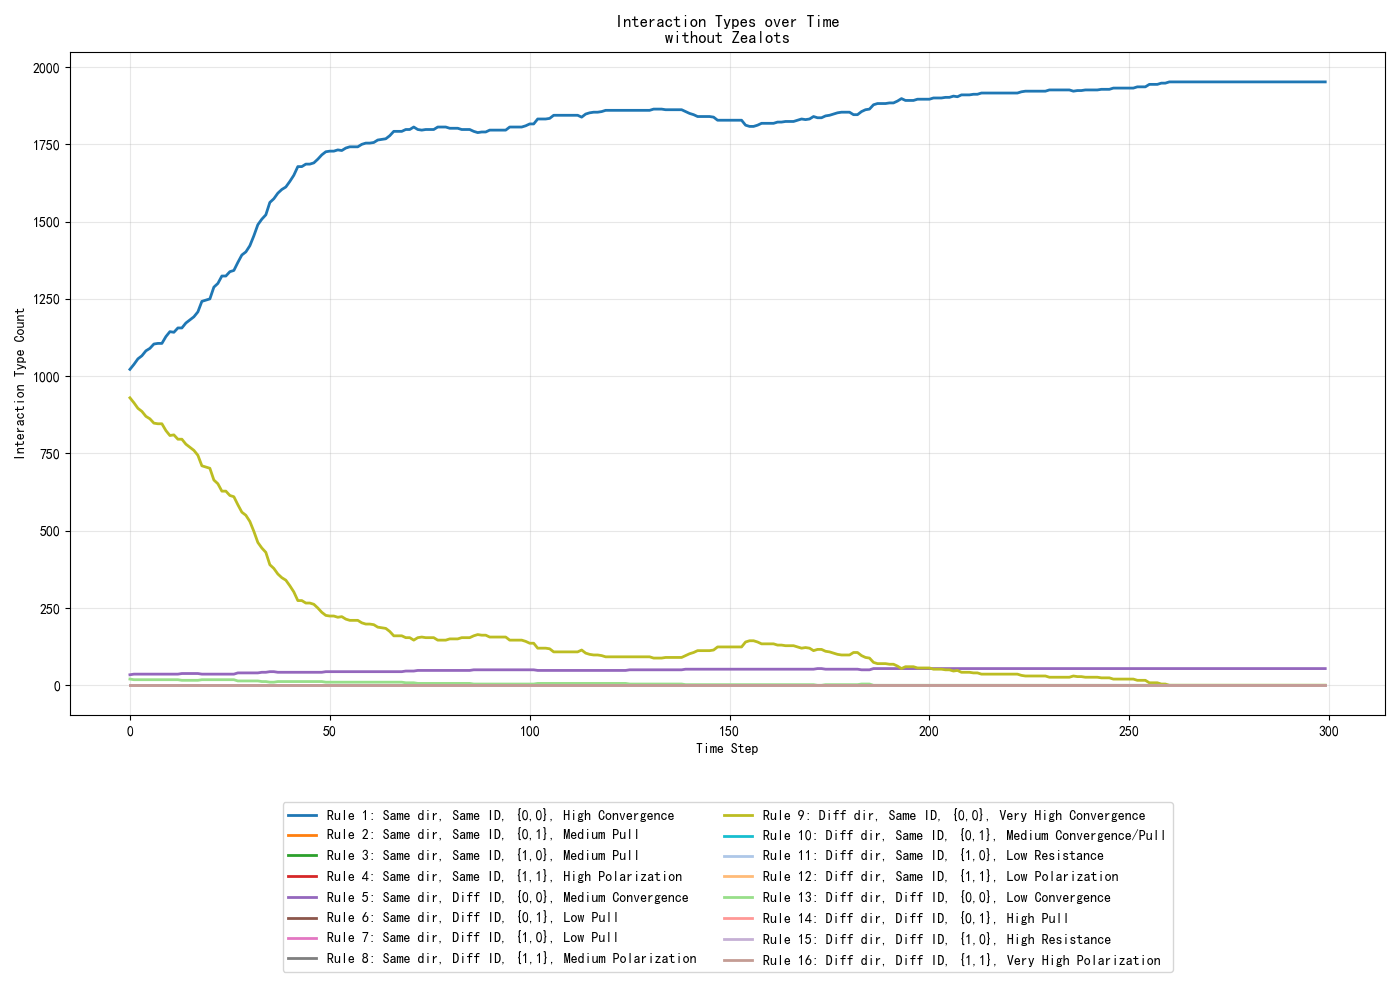 Interaction Types over Time
without Zealots
2000
1750
1500
1250
1000
750
500
250
0
Interaction Type Count
0
50
100
150
200
250
300
Time Step
Rule 1: Same dir, Same ID, {0,0}, High Convergence
Rule 2: Same dir, Same ID, {0,1}, Medium Pull
Rule 3: Same dir, Same ID, {1,0}, Medium Pull
Rule 4: Same dir, Same ID, {1,1}, High Polarization
Rule 5: Same dir, Diff ID, {0,0}, Medium Convergence
Rule 6: Same dir, Diff ID, {0,1}, Low Pull
Rule 7: Same dir, Diff ID, {1,0}, Low Pull
Rule 8: Same dir, Diff ID, {1,1}, Medium Polarization
Rule 9: Diff dir, Same ID, {0,0}, Very High Convergence
Rule 10: Diff dir, Same ID, {0,1}, Medium Convergence/Pull
Rule 11: Diff dir, Same ID, {1,0}, Low Resistance
Rule 12: Diff dir, Same ID, {1,1}, Low Polarization
Rule 13: Diff dir, Diff ID, {0,0}, Low Convergence
Rule 14: Diff dir, Diff ID, {0,1}, High Pull
Rule 15: Diff dir, Diff ID, {1,0}, High Resistance
Rule 16: Diff dir, Diff ID, {1,1}, Very High Polarization